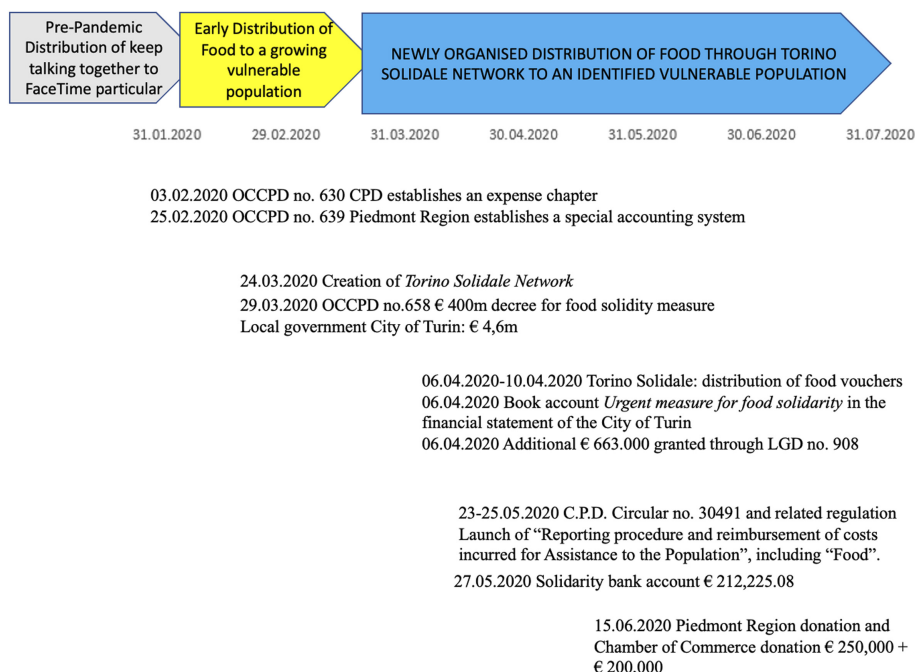 Pre-Pandemic
Distribution of keep
talking together to
FaceTime particular
Early Distribution of
Food to a growing
vulnerable
population
NEWLY ORGANISED DISTRIBUTION OF FOOD THROUGH TORINO
SOLIDALE NETWORK TO AN IDENTIFIED VULNERABLE POPULATION
31.01.2020 29.02.2020 31.03.2020 30.04.2020 31.05.2020 30.06.2020 31.07.2020
03.02.2020 OCCPD no. 630 CPD establishes an expense chapter
25.02.2020 OCCPD no. 639 Piedmont Region establishes a special accounting system
24.03.2020 Creation of Torino Solidale Network
29.03.2020 OCCPD no.658 € 400m decree for food solidity measure
Local government City of Turin: € 4,6m
06.04.2020-10.04.2020 Torino Solidale: distribution of food vouchers
06.04.2020 Book account Urgent measure for food solidarity in the
financial statement of the City of Turin
06.04.2020 Additional € 663.000 granted through LGD no. 908
23-25.05.2020 C.P.D. Circular no. 30491 and related regulation
Launch of “Reporting procedure and reimbursement of costs
incurred for Assistance to the Population”, including “Food”.
27.05.2020 Solidarity bank account € 212,225.08
15.06.2020 Piedmont Region donation and
Chamber of Commerce donation € 250,000 +
€ 200,000